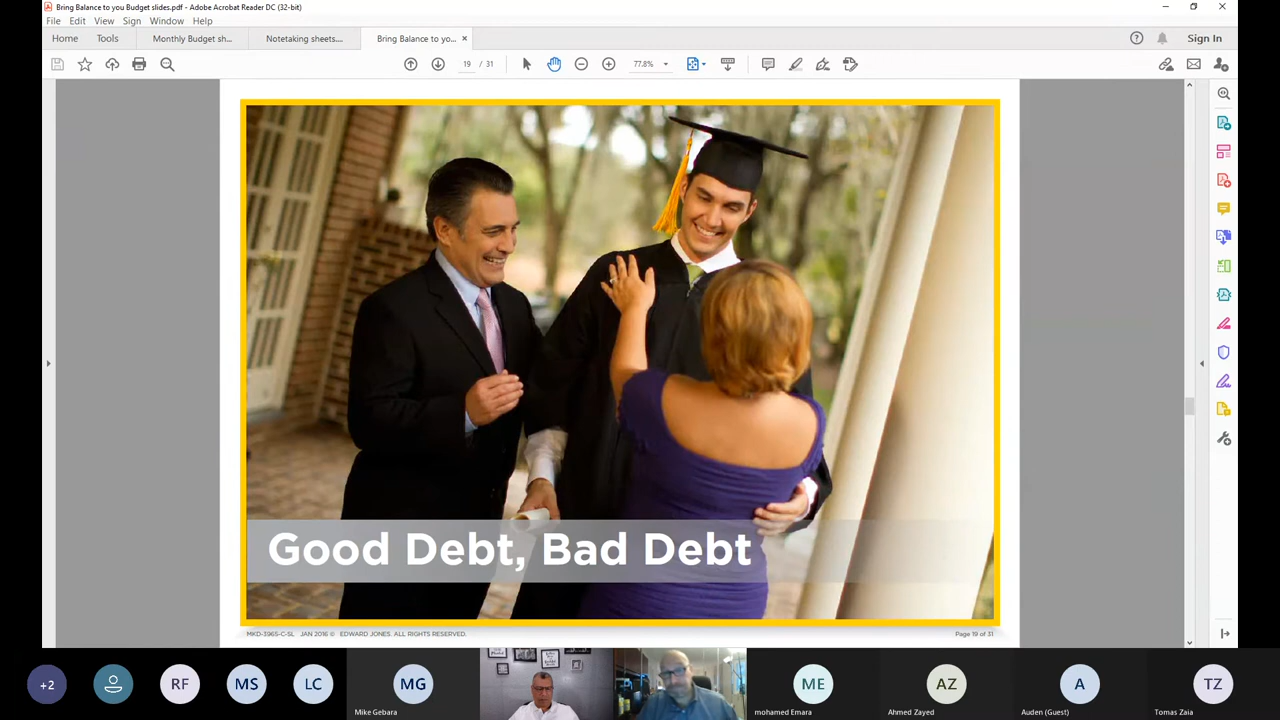 Bring Balance to you Budget slides.pdf - Adobe Acrobat Reader DC (32-bit)
File Edit View Sign Window Help
Home Tools Monthly Budget sh... Notetaking sheets.... Bring Balance to yo... × Sign In
19 / 31 77.8%
Good Debt, Bad Debt
MKD-3965-C-SL JAN 2016 © EDWARD JONES. ALL RIGHTS RESERVED. Page 19 of 31
+2 RF MS LC MG ME AZ A TZ
Mike Gebara mohamed Emara Ahmed Zayed Auden (Guest) Tomas Zaia